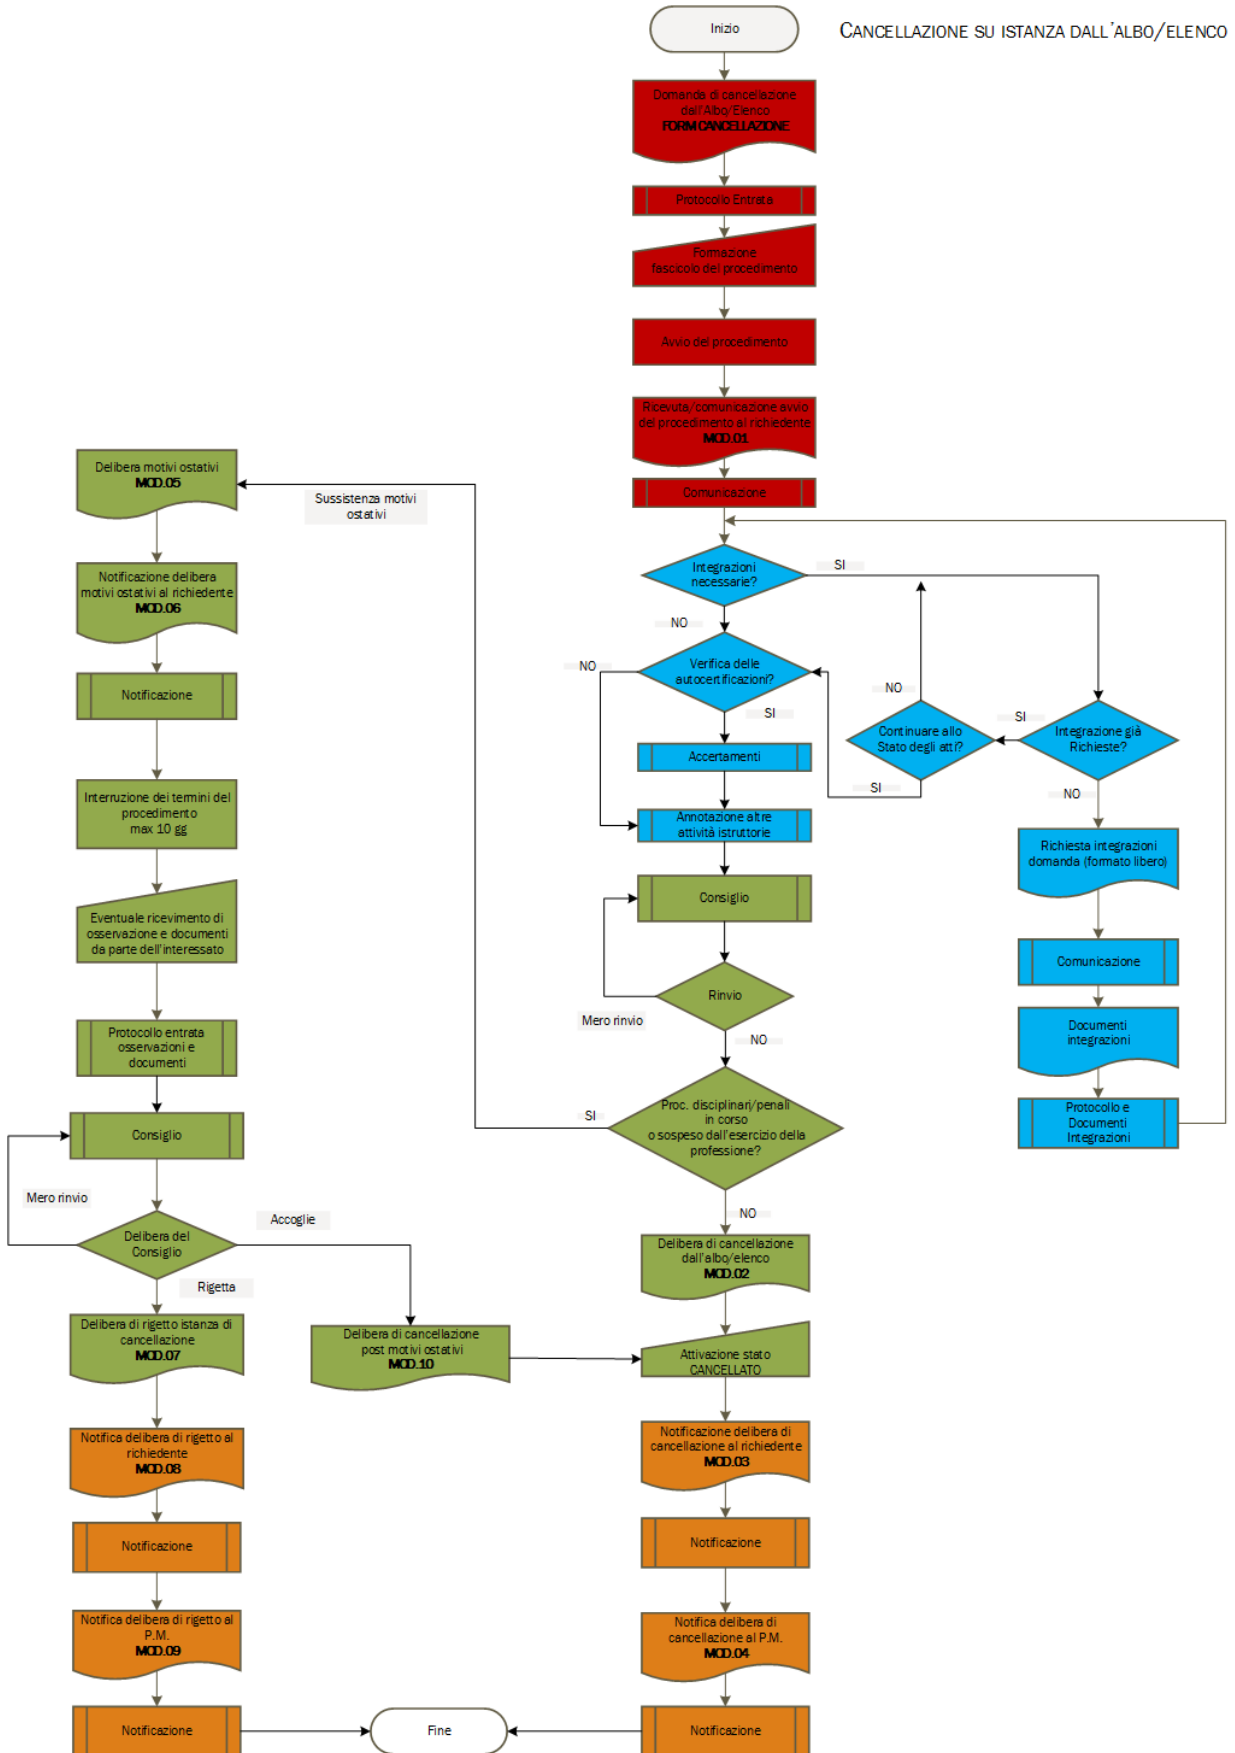 Inizio
CANCELLAZIONE SU ISTANZA DALL'ALBO/ELENCO
Domanda di cancellazione
dall'Albo/Elenco
FORM CANCELLAZIONE
Protocollo Entrata
Formazione
fascicolo del procedimento
Avvio del procedimento
Ricevuta/comunicazione avvio
del procedimento al richiedente
MOD.01
Comunicazione
Integrazioni
necessarie?
SI
NO
Verifica delle
autocertificazioni?
NO
SI
Accertamenti
Annotazione altre
attività istruttorie
Continuare allo
Stato degli atti?
NO
SI
Integrazione già
Richieste?
SI
NO
Richiesta integrazioni
domanda (formato libero)
Comunicazione
Documenti
integrazioni
Protocollo e
Documenti
Integrazioni
Consiglio
Rinvio
Mero rinvio
NO
Proc. disciplinari/penali
in corso
o sospeso dall'esercizio della
professione?
SI
NO
Sussistenza motivi
ostativi
Delibera motivi ostativi
MOD.05
Notificazione delibera
motivi ostativi al richiedente
MOD.06
Notificazione
Interruzione dei termini del
procedimento
max 10 gg
Eventuale ricevimento di
osservazione e documenti
da parte dell'interessato
Protocollo entrata
osservazioni e
documenti
Consiglio
Mero rinvio
Delibera del
Consiglio
Accoglie
Rigetta
Delibera di rigetto istanza di
cancellazione
MOD.07
Delibera di cancellazione
post motivi ostativi
MOD.10
Delibera di cancellazione
dall'albo/elenco
MOD.02
Attivazione stato
CANCELLATO
Notifica delibera di rigetto al
richiedente
MOD.08
Notificazione
Notifica delibera di rigetto al
P.M.
MOD.09
Notificazione
Notificazione delibera di
cancellazione al richiedente
MOD.03
Notificazione
Notifica delibera di
cancellazione al P.M.
MOD.04
Notificazione
Fine